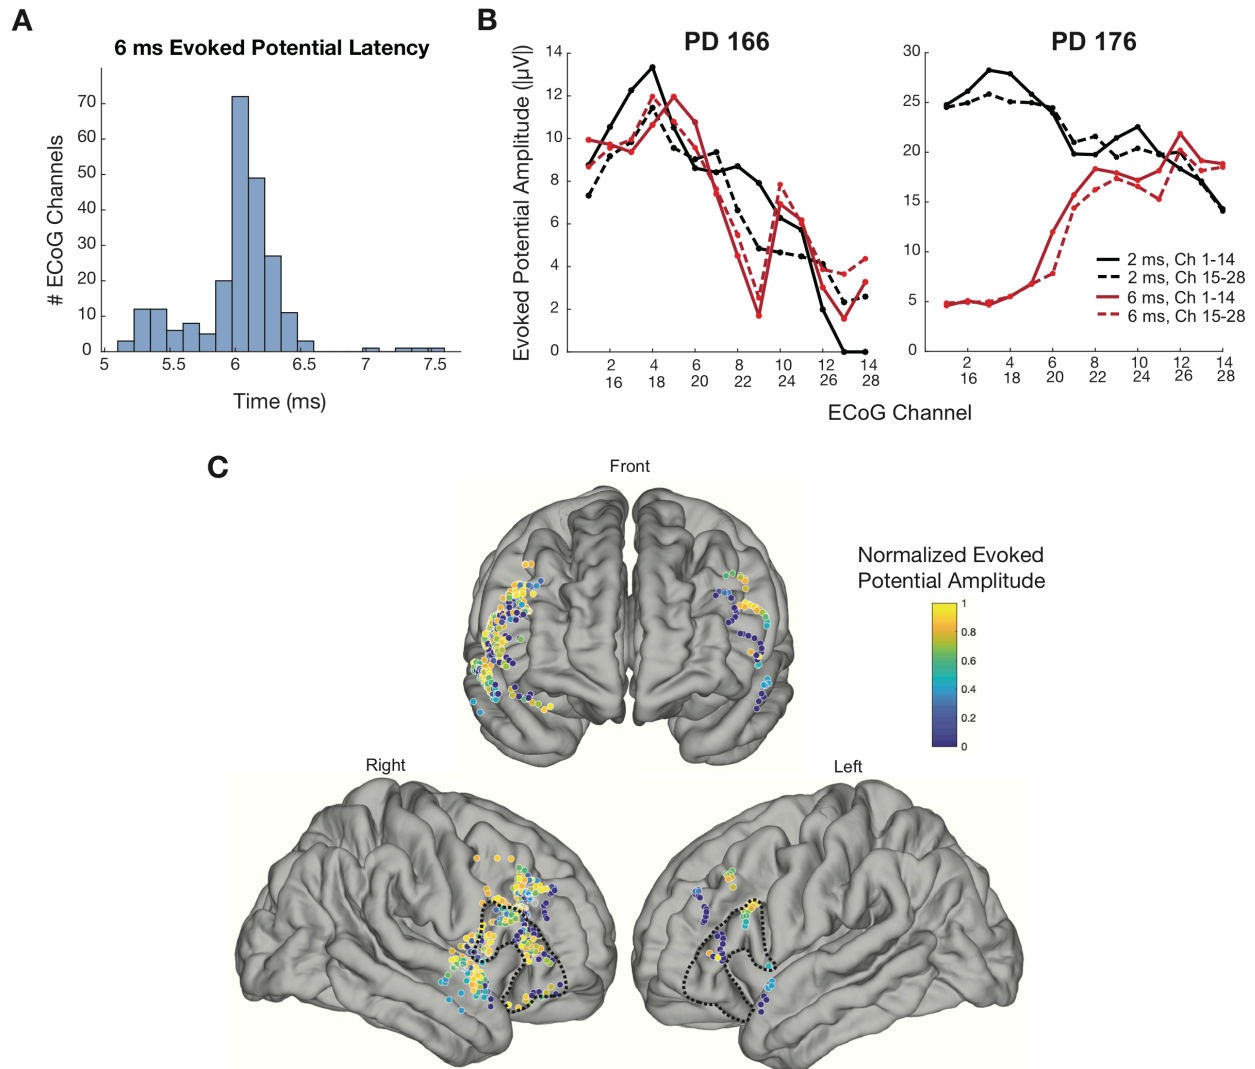 A
6 ms Evoked Potential Latency
# ECoG Channels
70
60
50
40
30
20
10
0
5
5.5
6
6.5
7
7.5
Time (ms)
B
PD 166
Evoked Potential Amplitude (|μV|)
14
12
10
8
6
4
2
0
2 4 6 8 10 12 14
16 18 20 22 24 26 28
PD 176
30
25
20
15
10
5
0
2 ms, Ch 1-14
2 ms, Ch 15-28
6 ms, Ch 1-14
6 ms, Ch 15-28
2 4 6 8 10 12 14
16 18 20 22 24 26 28
ECoG Channel
C
Front
Normalized Evoked
Potential Amplitude
1
0.8
0.6
0.4
0.2
0
Right
Left